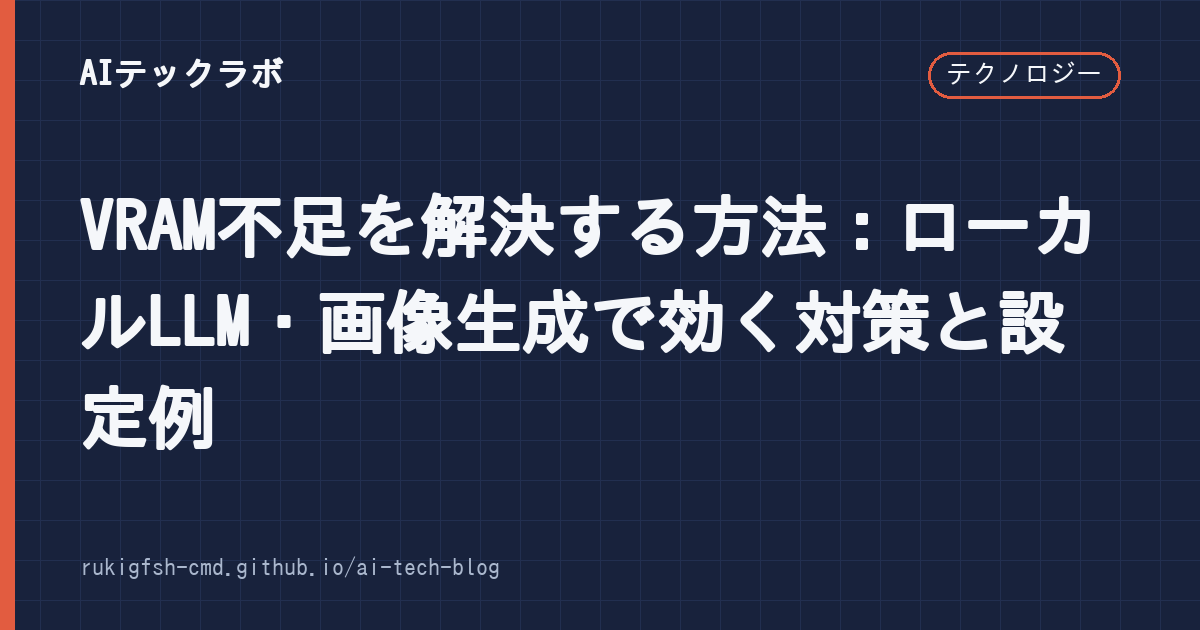 AIテックラボ
テクノロジー
VRAM不足を解決する方法：ローカ
ルLLM・画像生成で効く対策と設
定例
rukigfsh-cmd.github.io/ai-tech-blog